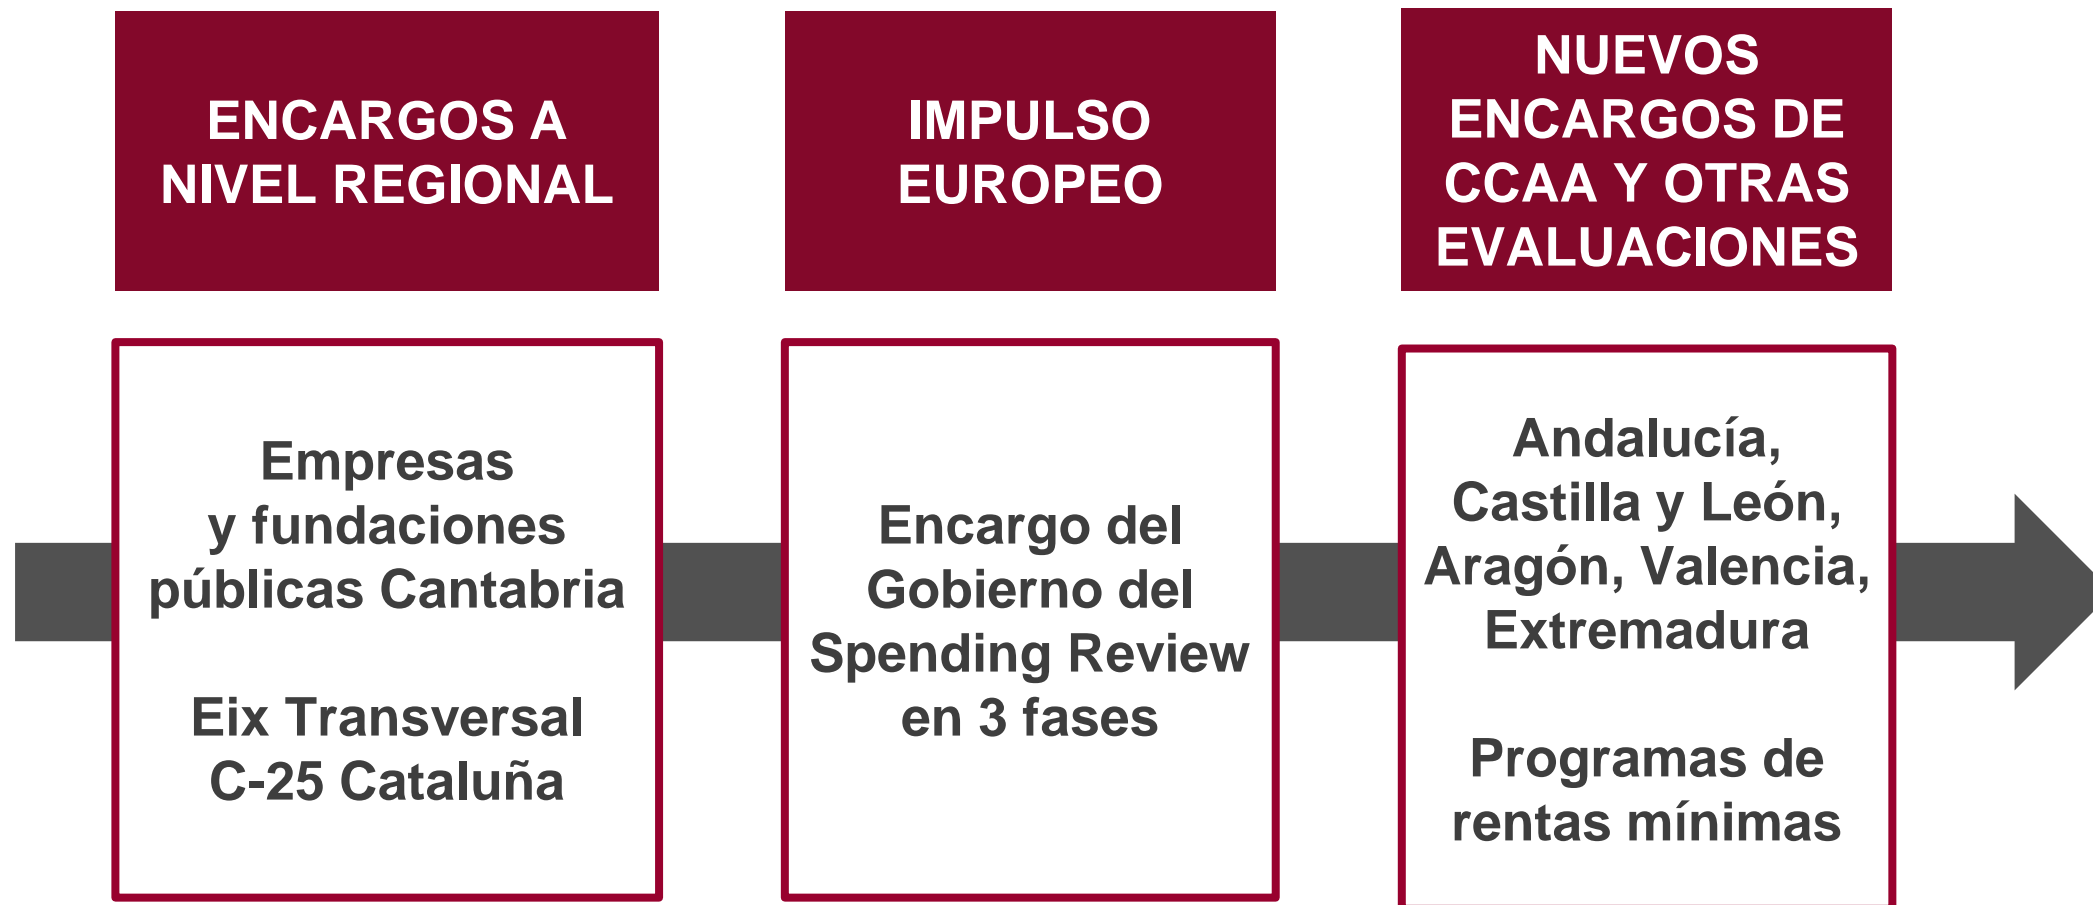 ENCARGOS A
NIVEL REGIONAL
IMPULSO
EUROPEO
NUEVOS
ENCARGOS DE
CCAA Y OTRAS
EVALUACIONES
Empresas
y fundaciones
públicas Cantabria
Eix Transversal
C-25 Cataluña
Encargo del
Gobierno del
Spending Review
en 3 fases
Andalucía,
Castilla y León,
Aragón, Valencia,
Extremadura
Programas de
rentas mínimas